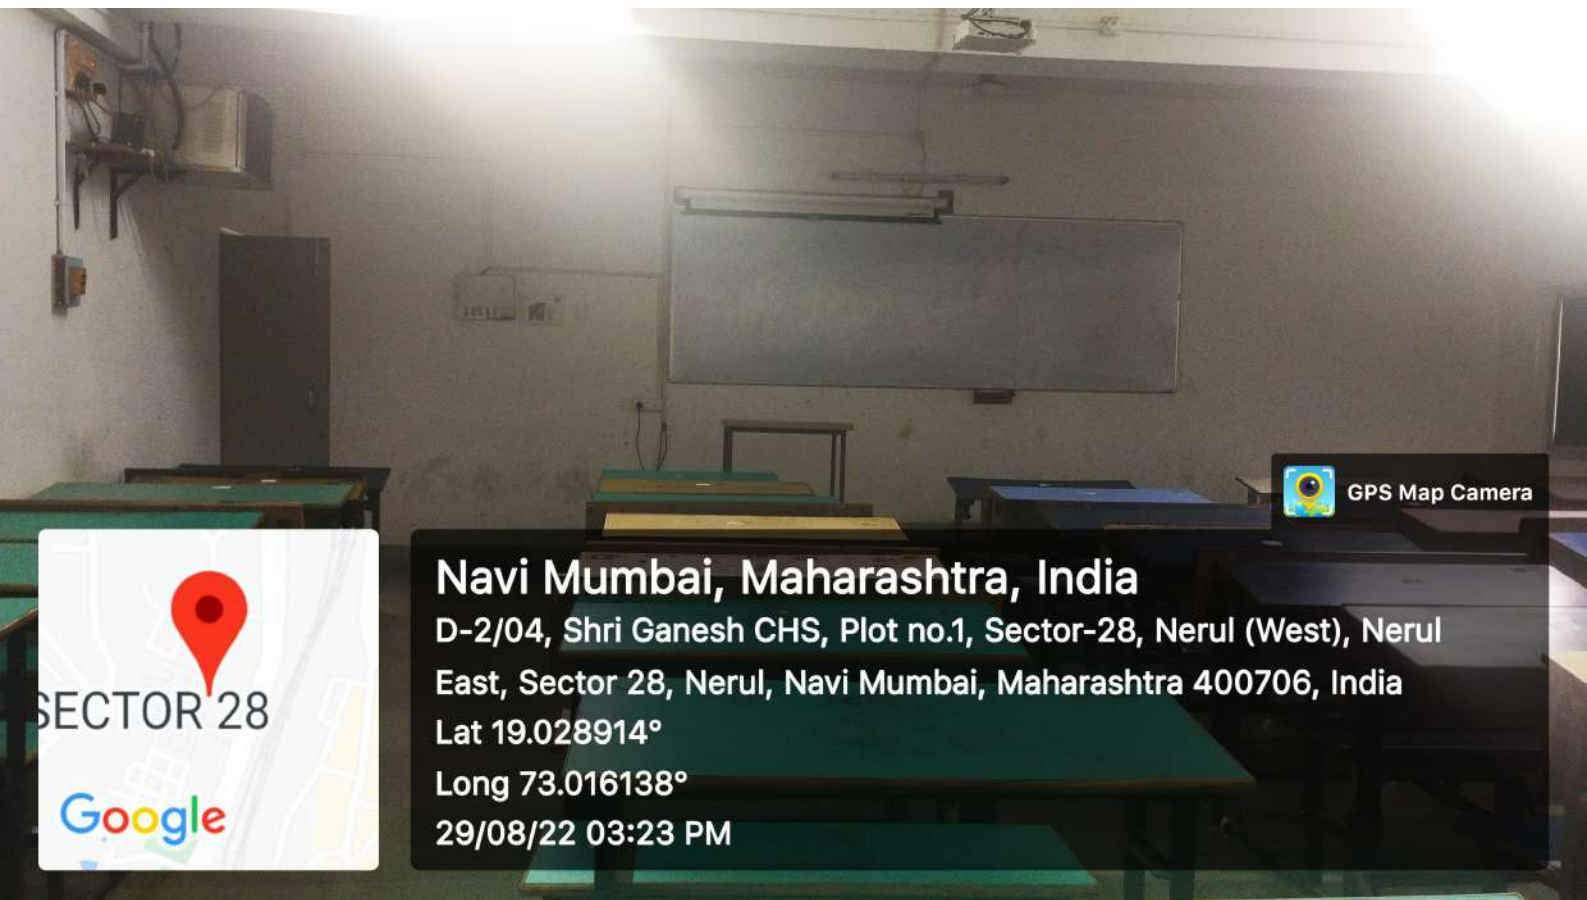 GPS Map Camera
Navi Mumbai, Maharashtra, India
D-2/04, Shri Ganesh CHS, Plot no.1, Sector-28, Nerul (West), Nerul
East, Sector 28, Nerul, Navi Mumbai, Maharashtra 400706, India
Lat 19.028914°
Long 73.016138°
29/08/22 03:23 PM
SECTOR 28
Google